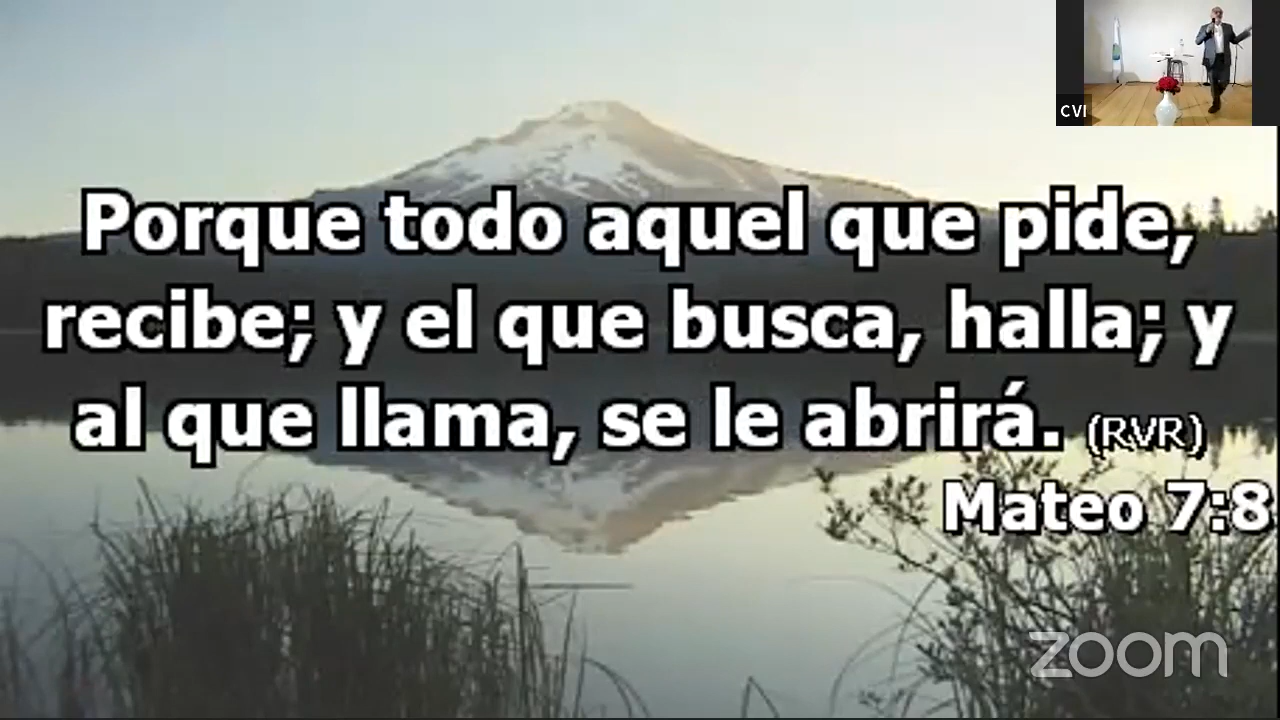 CVI
Porque todo aquel que pide,
recibe; y el que busca, halla; y
al que llama, se le abrirá. (RVR)
Mateo 7:8
zoom